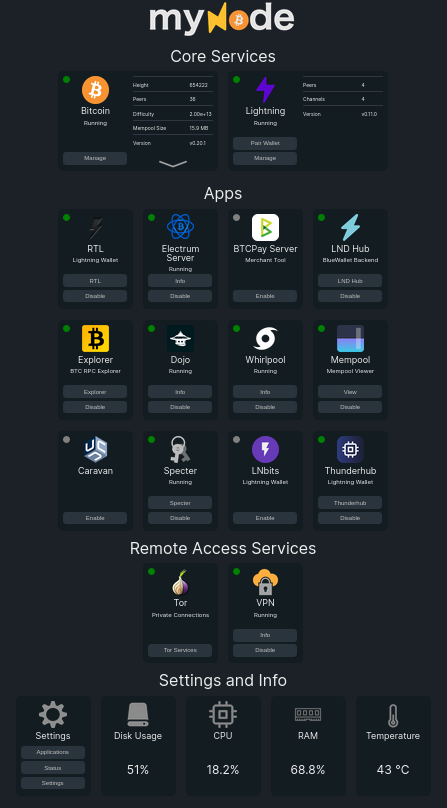 myNode
Core Services
Bitcoin
Running
Height 654222
Peers 38
Difficulty 2.00e+13
Mempool Size 15.9 MB
Version v0.20.1
Manage
Lightning
Running
Peers 4
Channels 4
Version v0.11.0
Pair Wallet
Manage
Apps
RTL
Lightning Wallet
RTL
Disable
Electrum
Server
Running
Info
Disable
BTCPay Server
Merchant Tool
Enable
LND Hub
BlueWallet Backend
LND Hub
Disable
Explorer
BTC RPC Explorer
Explorer
Disable
Dojo
Running
Info
Disable
Whirlpool
Running
Info
Disable
Mempool
Mempool Viewer
View
Disable
Caravan
Enable
Specter
Running
Specter
Disable
LNbits
Lightning Wallet
Enable
Thunderhub
Lightning Wallet
Thunderhub
Disable
Remote Access Services
Tor
Private Connections
Tor Services
VPN
Running
Info
Disable
Settings and Info
Settings
Applications
Status
Settings
Disk Usage
51%
CPU
18.2%
RAM
68.8%
Temperature
43 °C